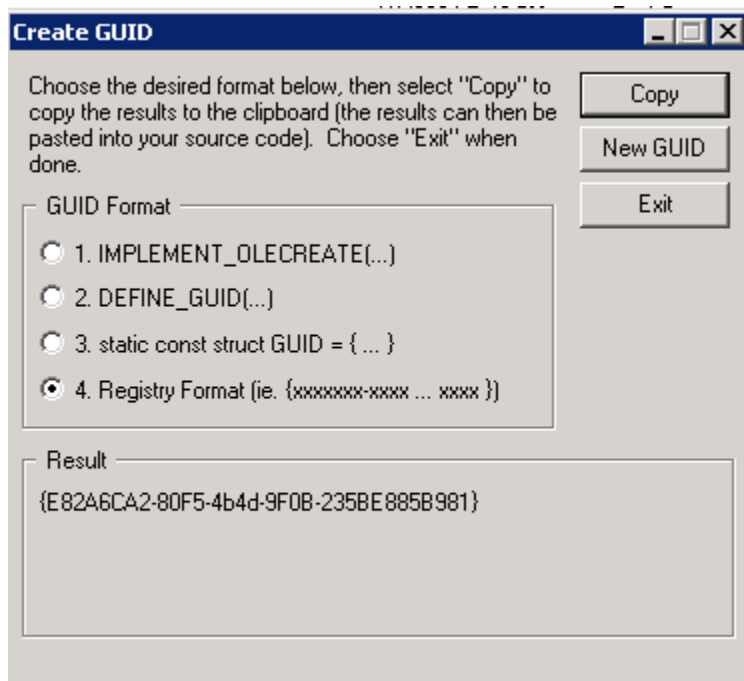 Create GUID
Choose the desired format below, then select "Copy" to
copy the results to the clipboard (the results can then be
pasted into your source code). Choose "Exit" when
done.
Copy
New GUID
Exit
GUID Format
1. IMPLEMENT_OLECREATE(...)
2. DEFINE_GUID(...)
3. static const struct GUID = { ... }
4. Registry Format (ie. {xxxxxxx-xxxx ... xxxx })
Result
{E82A6CA2-80F5-4b4d-9F0B-235BE885B981}